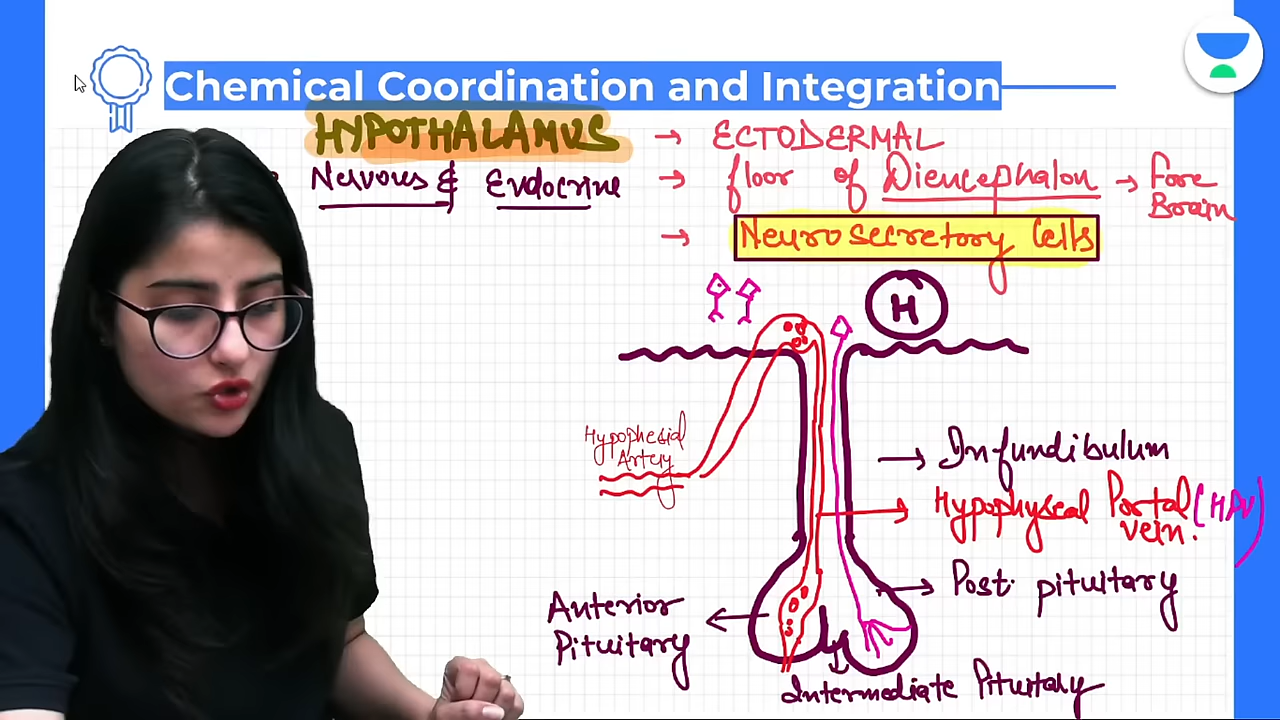 Chemical Coordination and Integration
HYPOTHALAMUS → ECTODERMAL
Nervous & Endocrine → floor of Diencephalon → Fore Brain
→ Neurosecretory Cells
H
Hypophesial
Artery
→ Infundibulum
→ Hypophyseal Portal vein. (HPV)
→ Post. pituitary
Anterior
Pituitary
Intermediate Pituitary